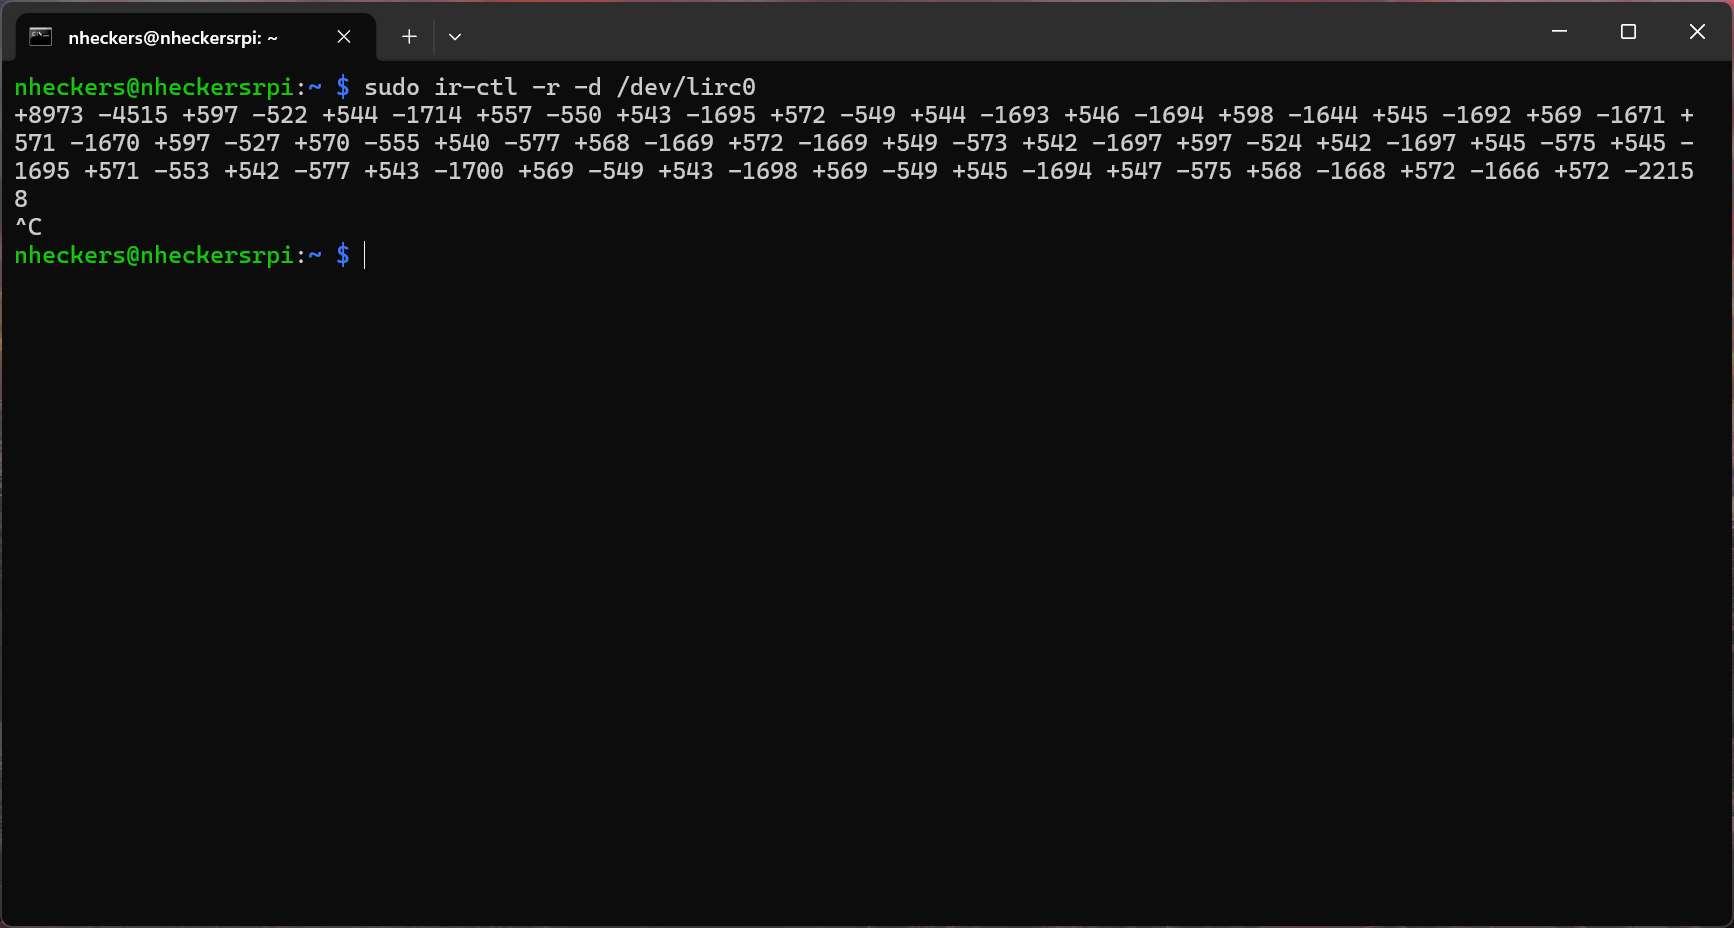 nheckers@nheckersrpi: ~
nheckers@nheckersrpi:~ $ sudo ir-ctl -r -d /dev/lirc0
+8973 -4515 +597 -522 +544 -1714 +557 -550 +543 -1695 +572 -549 +544 -1693 +546 -1694 +598 -1644 +545 -1692 +569 -1671 +
571 -1670 +597 -527 +570 -555 +540 -577 +568 -1669 +572 -1669 +549 -573 +542 -1697 +597 -524 +542 -1697 +545 -575 +545 -
1695 +571 -553 +542 -577 +543 -1700 +569 -549 +543 -1698 +569 -549 +545 -1694 +547 -575 +568 -1668 +572 -1666 +572 -2215
8
^C
nheckers@nheckersrpi:~ $